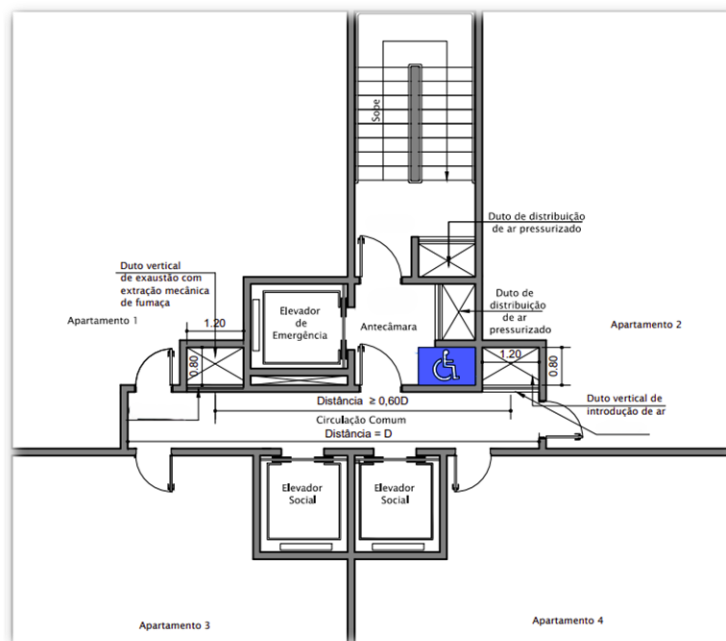 Sobe
Duto de distribuição
de ar pressurizado
Duto vertical
de exaustão com
extração mecânica
de fumaça
Apartamento 1
1.20
0.80
Elevador
de
Emergência
Antecâmara
Duto de
distribuição
de ar
pressurizado
Apartamento 2
1.20
0.80
Duto vertical de
introdução de ar
Distância ≥ 0,60D
Circulação Comum
Distância = D
Elevador
Social
Elevador
Social
Apartamento 3
Apartamento 4